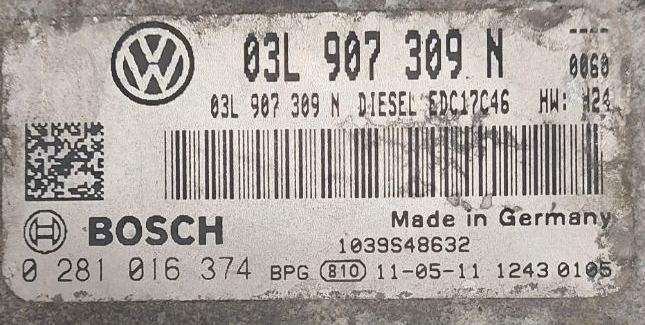 03L 907 309 N
0060
03L 907 309 N DIESEL EDC17C46 HW: H24
BOSCH
Made in Germany
1039S48632
0 281 016 374 BPG 810 11-05-11 1243 0105